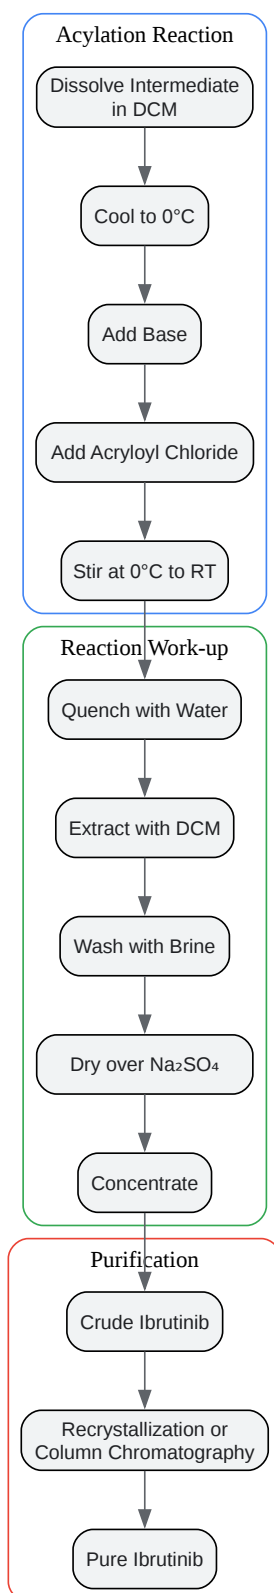 Acylation Reaction
Dissolve Intermediate
in DCM
Cool to 0°C
Add Base
Add Acryloyl Chloride
Stir at 0°C to RT
Reaction Work-up
Quench with Water
Extract with DCM
Wash with Brine
Dry over Na₂SO₄
Concentrate
Purification
Crude Ibrutinib
Recrystallization or
Column Chromatography
Pure Ibrutinib